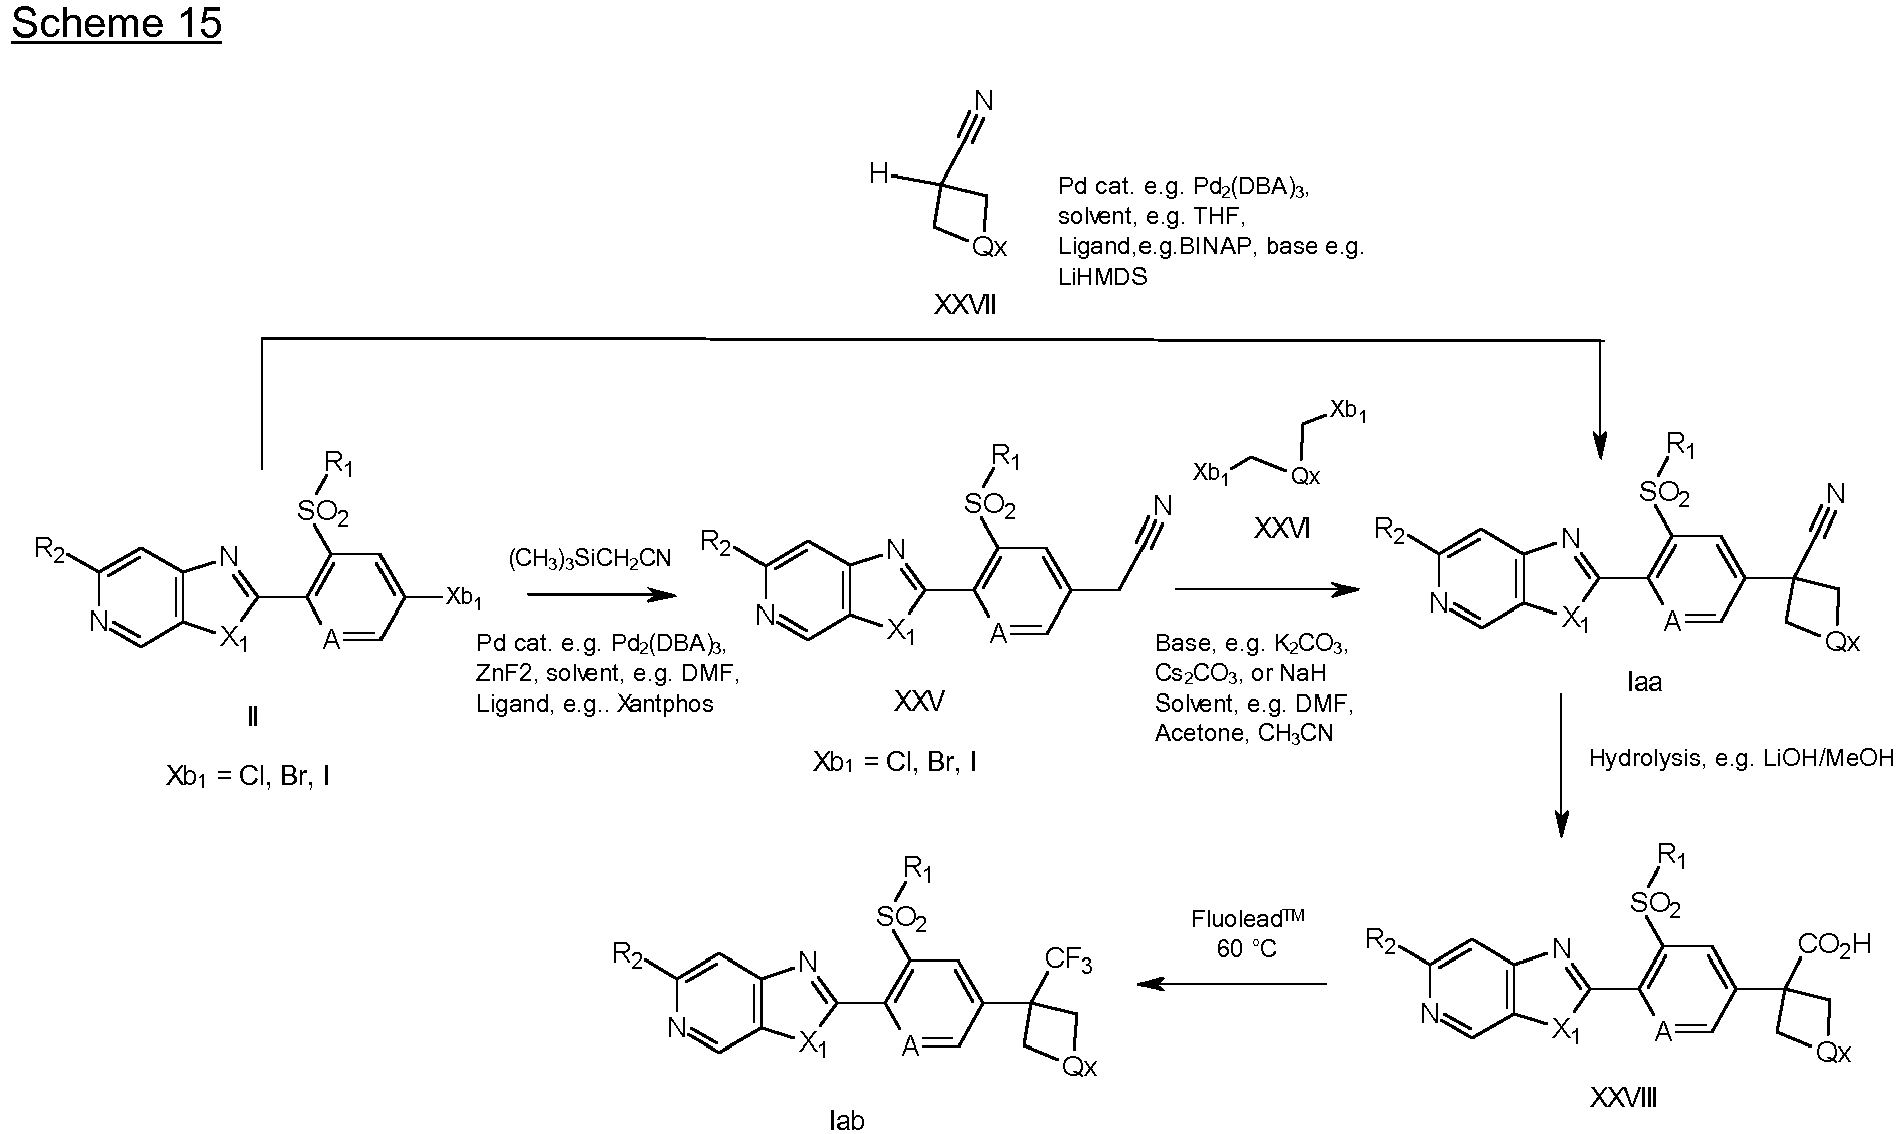 Scheme 15
N
H
Qx
XXVII
Pd cat. e.g. Pd2(DBA)3,
solvent, e.g. THF,
Ligand,e.g.BINAP, base e.g.
LiHMDS
R1
SO2
R2
N
N
X1
A
Xb1
II
Xb1 = Cl, Br, I
(CH3)3SiCH2CN
Pd cat. e.g. Pd2(DBA)3,
ZnF2, solvent, e.g. DMF,
Ligand, e.g.. Xantphos
R1
SO2
N
R2
N
N
X1
A
XXV
Xb1 = Cl, Br, I
Xb1
Xb1
Qx
XXVI
Base, e.g. K2CO3,
Cs2CO3, or NaH
Solvent, e.g. DMF,
Acetone, CH3CN
R1
SO2
N
R2
N
N
X1
A
Qx
Iaa
Hydrolysis, e.g. LiOH/MeOH
R1
SO2
CO2H
R2
N
N
X1
A
Qx
XXVIII
Fluolead™
60 °C
R1
SO2
CF3
R2
N
N
X1
A
Qx
Iab